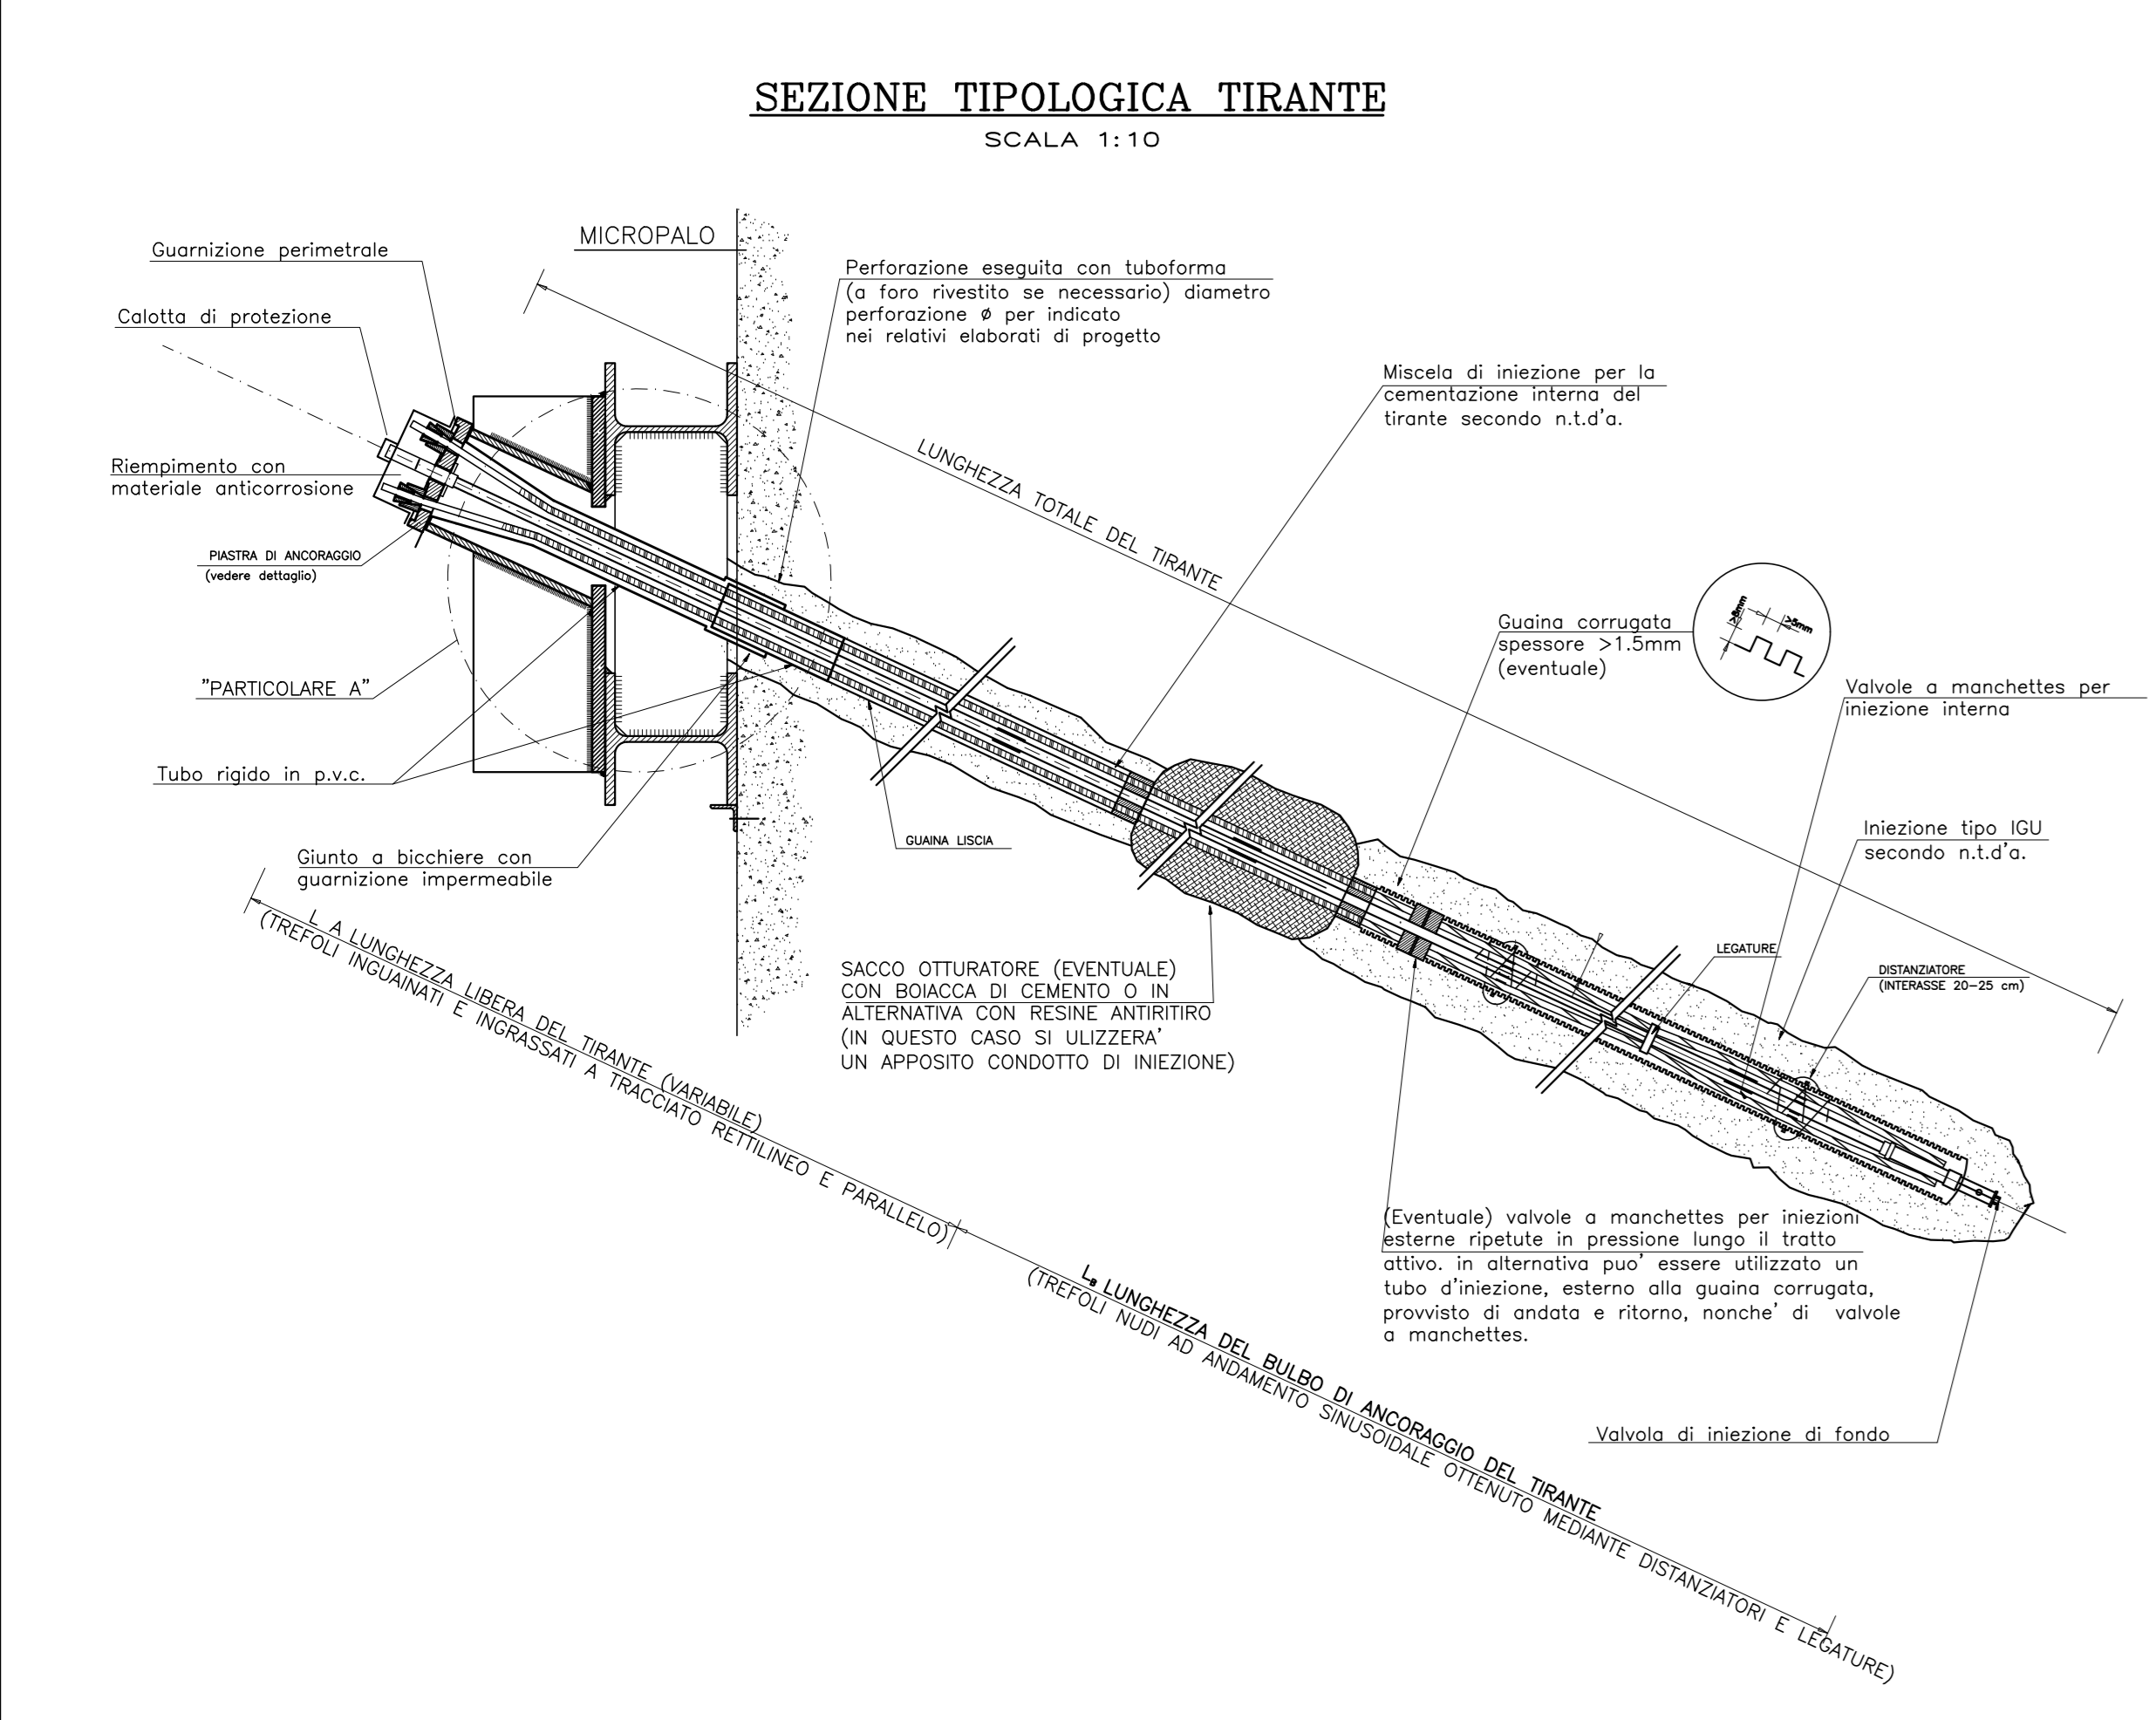 SEZIONE TIPOLOGICA TIRANTE
SCALA 1:10
MICROPALO
Guarnizione perimetrale
Calotta di protezione
Riempimento con
materiale anticorrosione
PIASTRA DI ANCORAGGIO
(vedere dettaglio)
"PARTICOLARE A"
Tubo rigido in p.v.c.
Giunto a bicchiere con
guarnizione impermeabile
Perforazione eseguita con tuboforma
(a foro rivestito se necessario) diametro
perforazione ø per indicato
nei relativi elaborati di progetto
Miscela di iniezione per la
cementazione interna del
tirante secondo n.t.d'a.
LUNGHEZZA TOTALE DEL TIRANTE
Guaina corrugata
spessore >1.5mm
(eventuale)
>5mm
Valvole a manchettes per
iniezione interna
Iniezione tipo IGU
secondo n.t.d'a.
GUAINA LISCIA
LEGATURE
DISTANZIATORE
(INTERASSE 20-25 cm)
SACCO OTTURATORE (EVENTUALE)
CON BOIACCA DI CEMENTO O IN
ALTERNATIVA CON RESINE ANTIRITIRO
(IN QUESTO CASO SI ULIZZERA'
UN APPOSITO CONDOTTO DI INIEZIONE)
L A LUNGHEZZA LIBERA DEL TIRANTE (VARIABILE)
(TREFOLI INGUAINATI E INGRASSATI A TRACCIATO RETTILINEO E PARALLELO)
(Eventuale) valvole a manchettes per iniezioni
esterne ripetute in pressione lungo il tratto
attivo. in alternativa puo' essere utilizzato un
tubo d'iniezione, esterno alla guaina corrugata,
provvisto di andata e ritorno, nonche' di valvole
a manchettes.
LB LUNGHEZZA DEL BULBO DI ANCORAGGIO DEL TIRANTE
(TREFOLI NUDI AD ANDAMENTO SINUSOIDALE OTTENUTO MEDIANTE DISTANZIATORI E LEGATURE)
Valvola di iniezione di fondo